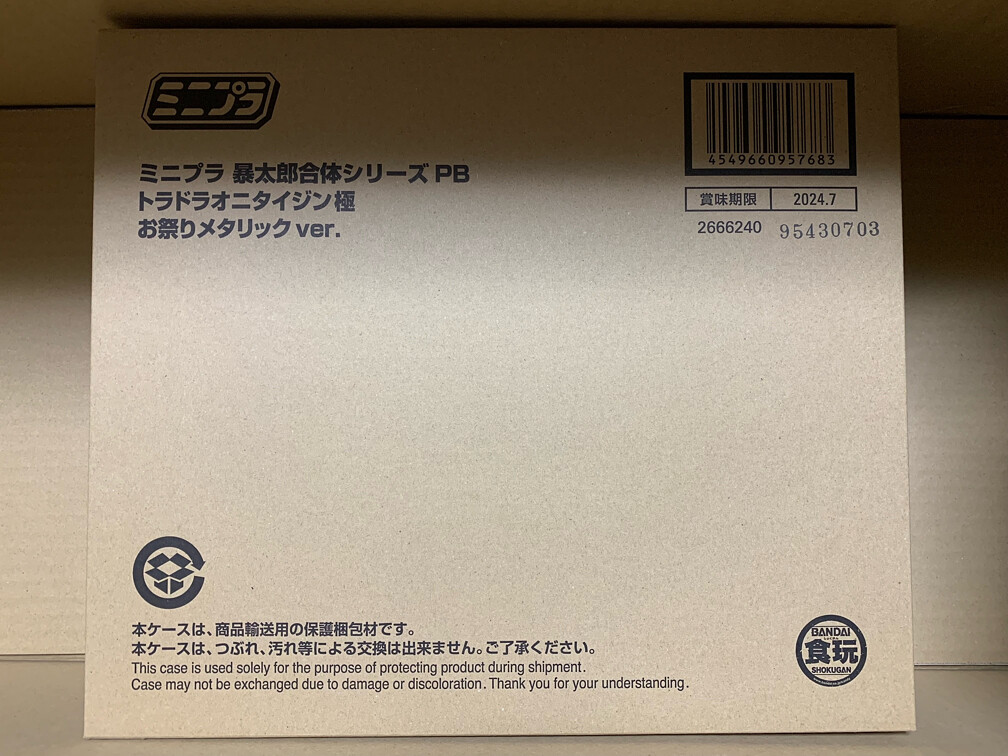 ミニプラ
4549660957683
ミニプラ 暴太郎合体シリーズ PB
トラドラオニタイジン極
お祭りメタリック ver.
賞味期限 2024.7
2666240 95430703
本ケースは、商品輸送用の保護梱包材です。
本ケースは、つぶれ、汚れ等による交換は出来ません。ご了承ください。
This case is used solely for the purpose of protecting product during shipment.
Case may not be exchanged due to damage or discoloration. Thank you for your understanding.
BANDAI
食玩
SHOKUGAN